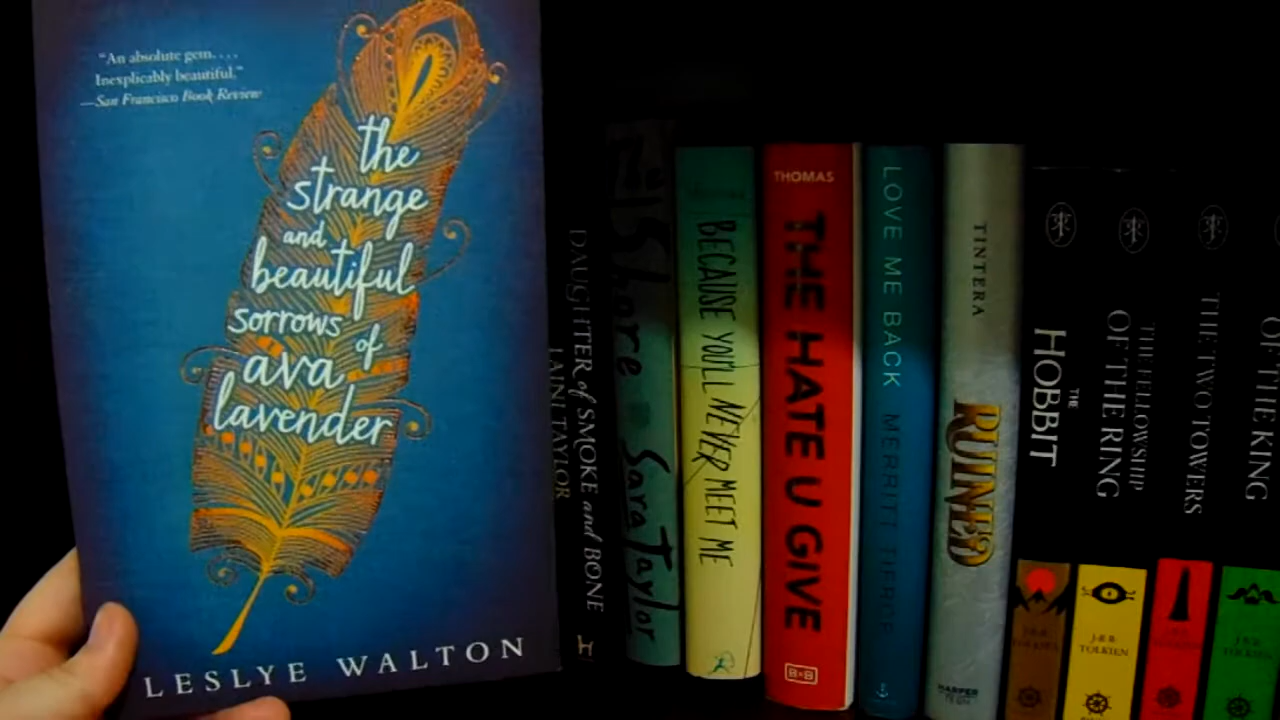 "An absolute gem. . . .
Inexplicably beautiful."
—San Francisco Book Review
the
strange
and
beautiful
sorrows
of
ava
lavender
LESLYE WALTON
DAUGHTER of SMOKE and BONE
LAINI TAYLOR
Shore
Sara Taylor
BECAUSE YOU'LL NEVER MEET ME
THOMAS
THE HATE U GIVE
B+B
LOVE ME BACK
MERRITT TIERCE
TINTERA
RUINED
HARPER
TEEN
THE
HOBBIT
J·R·R·
TOLKIEN
THE FELLOWSHIP
OF THE RING
J·R·R·
TOLKIEN
THE TWO TOWERS
OF THE KING